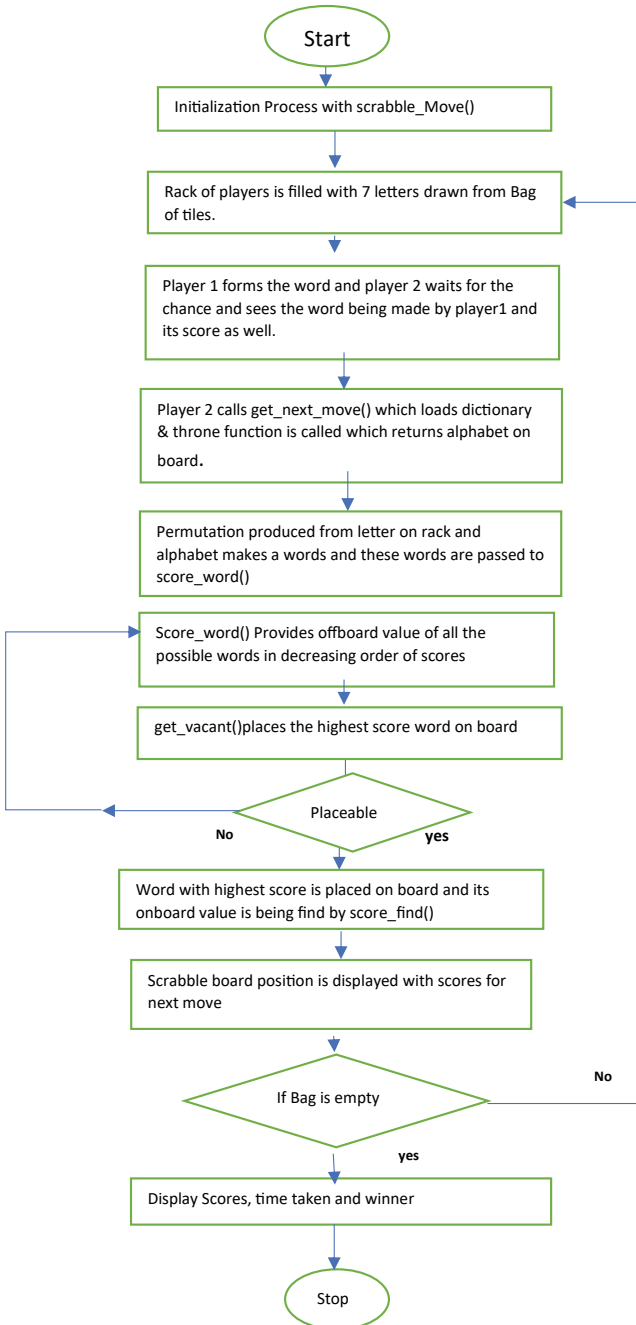 Start
Initialization Process with scrabble_Move()
Rack of players is filled with 7 letters drawn from Bag
of tiles.
Player 1 forms the word and player 2 waits for the
chance and sees the word being made by player1 and
its score as well.
Player 2 calls get_next_move() which loads dictionary
& throne function is called which returns alphabet on
board.
Permutation produced from letter on rack and
alphabet makes a words and these words are passed to
score_word()
Score_word() Provides offboard value of all the
possible words in decreasing order of scores
get_vacant()places the highest score word on board
Placeable
No
yes
Word with highest score is placed on board and its
onboard value is being find by score_find()
Scrabble board position is displayed with scores for
next move
If Bag is empty
No
yes
Display Scores, time taken and winner
Stop